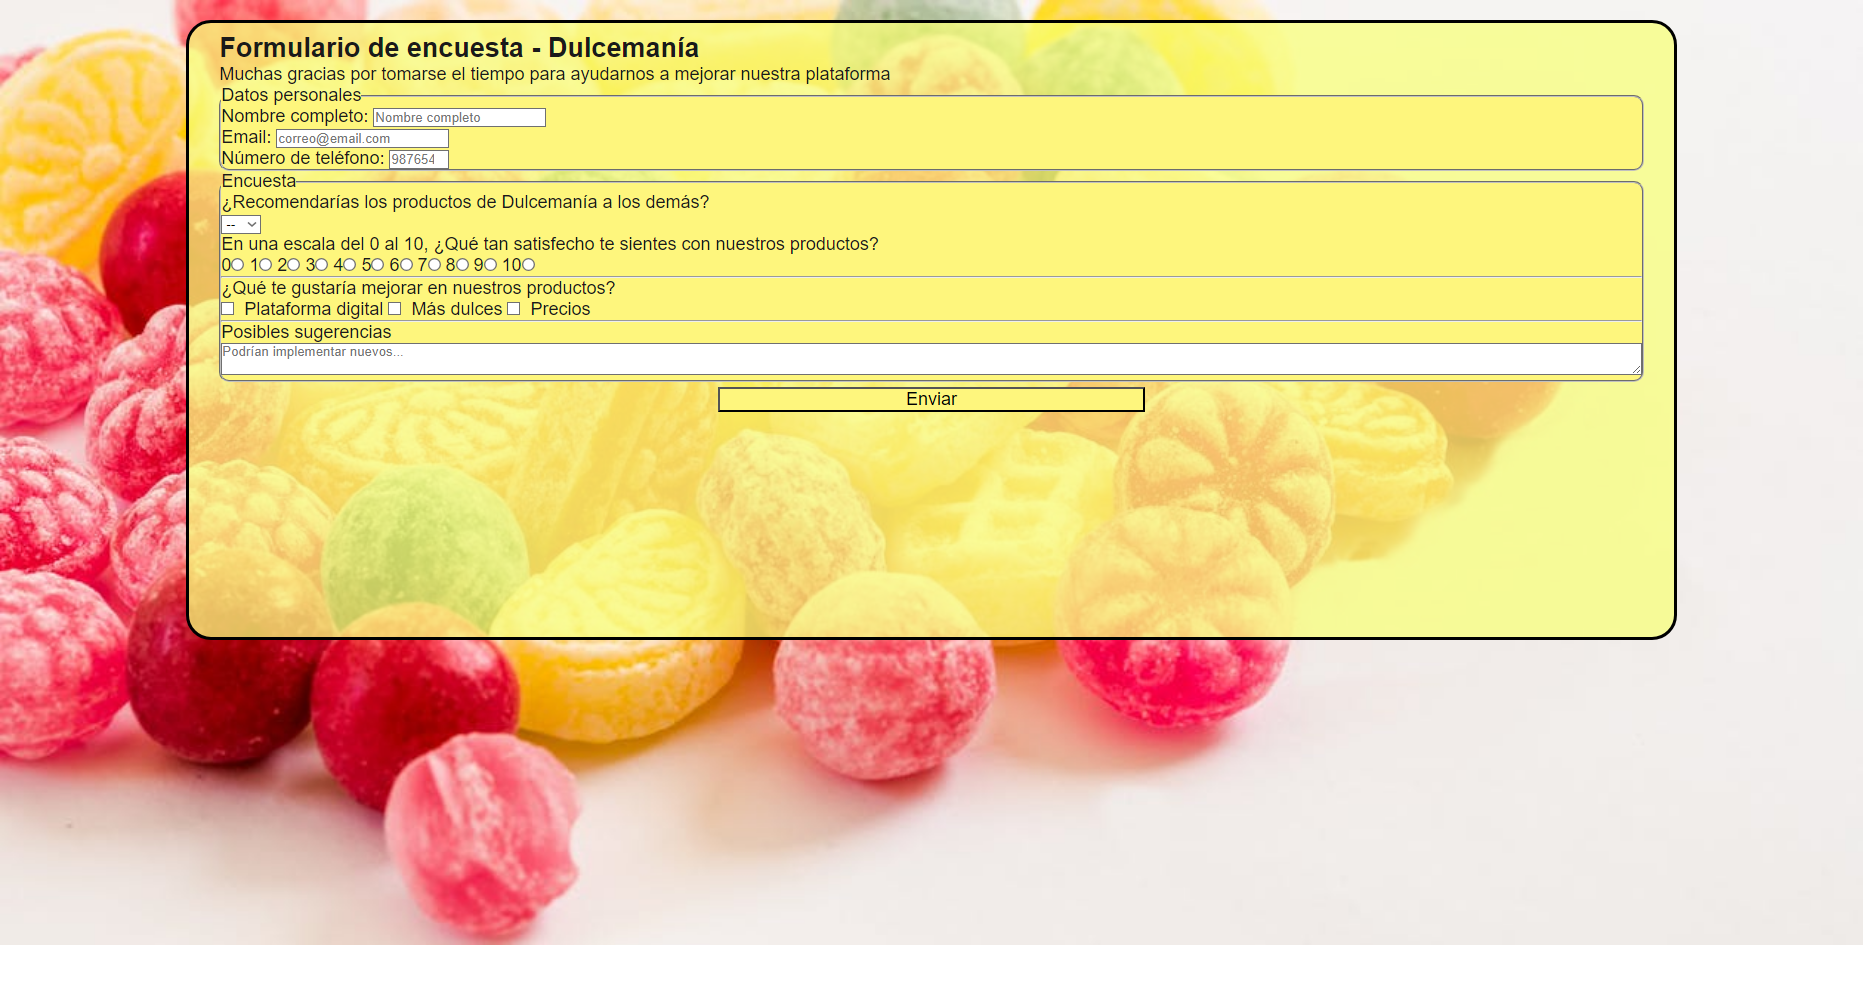 Formulario de encuesta - Dulcemanía
Muchas gracias por tomarse el tiempo para ayudarnos a mejorar nuestra plataforma
Datos personales
Nombre completo: Nombre completo
Email: correo@email.com
Número de teléfono: 987654
Encuesta
¿Recomendarías los productos de Dulcemanía a los demás?
--
En una escala del 0 al 10, ¿Qué tan satisfecho te sientes con nuestros productos?
0 1 2 3 4 5 6 7 8 9 10
¿Qué te gustaría mejorar en nuestros productos?
Plataforma digital Más dulces Precios
Posibles sugerencias
Podrían implementar nuevos...
Enviar